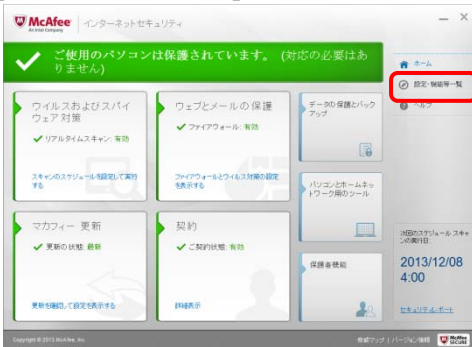 McAfee
An Intel Company
インターネットセキュリティ
ご使用のパソコンは保護されています。 (対応の必要はありません)
ホーム
設定・機能等一覧
ヘルプ
ウイルスおよびスパイ
ウェア対策
リアルタイムスキャン: 有効
スキャンのスケジュールを設定して実行
する
ウェブとメールの保護
ファイアウォール: 有効
ファイアウォールとウイルス対策の設定
を表示する
データの保護とバック
アップ
パソコンとホームネッ
トワーク用のツール
マカフィー 更新
更新の状態: 最新
更新を確認して設定を表示する
契約
ご契約状態: 有効
詳細表示
保護者機能
次回のスケジュール スキャ
ンの実行日:
2013/12/08
4:00
セキュリティレポート
Copyright © 2013 McAfee, Inc.
脅威マップ | バージョン情報
McAfee
SECURE